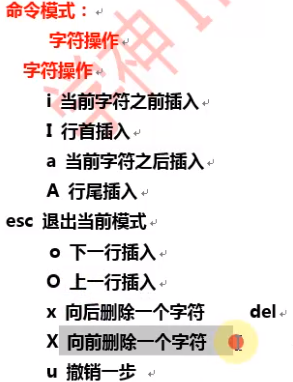 命令模式：
字符操作
字符操作
i 当前字符之前插入
I 行首插入
a 当前字符之后插入
A 行尾插入
esc 退出当前模式
o 下一行插入
O 上一行插入
x 向后删除一个字符 del
X 向前删除一个字符
u 撤销一步
学神 I